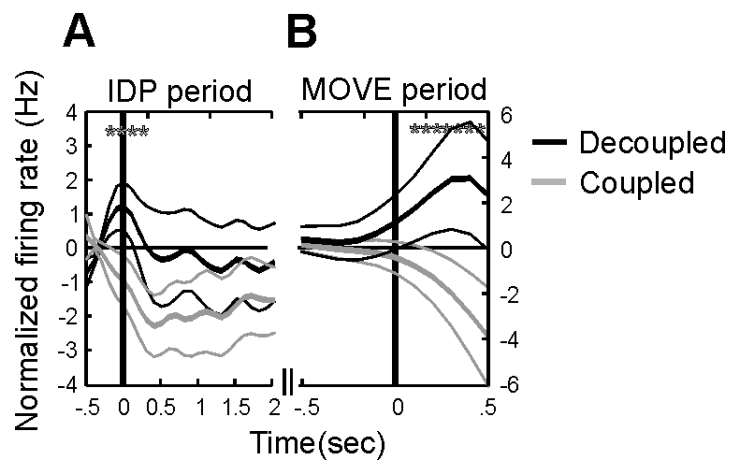 A
B
IDP period
MOVE period
Normalized firing rate (Hz)
4
3
2
1
0
-1
-2
-3
-4
****
*******
6
4
2
0
-2
-4
-6
Decoupled
Coupled
-.5 0 0.5 1 1.5 2
-.5 0 .5
Time(sec)